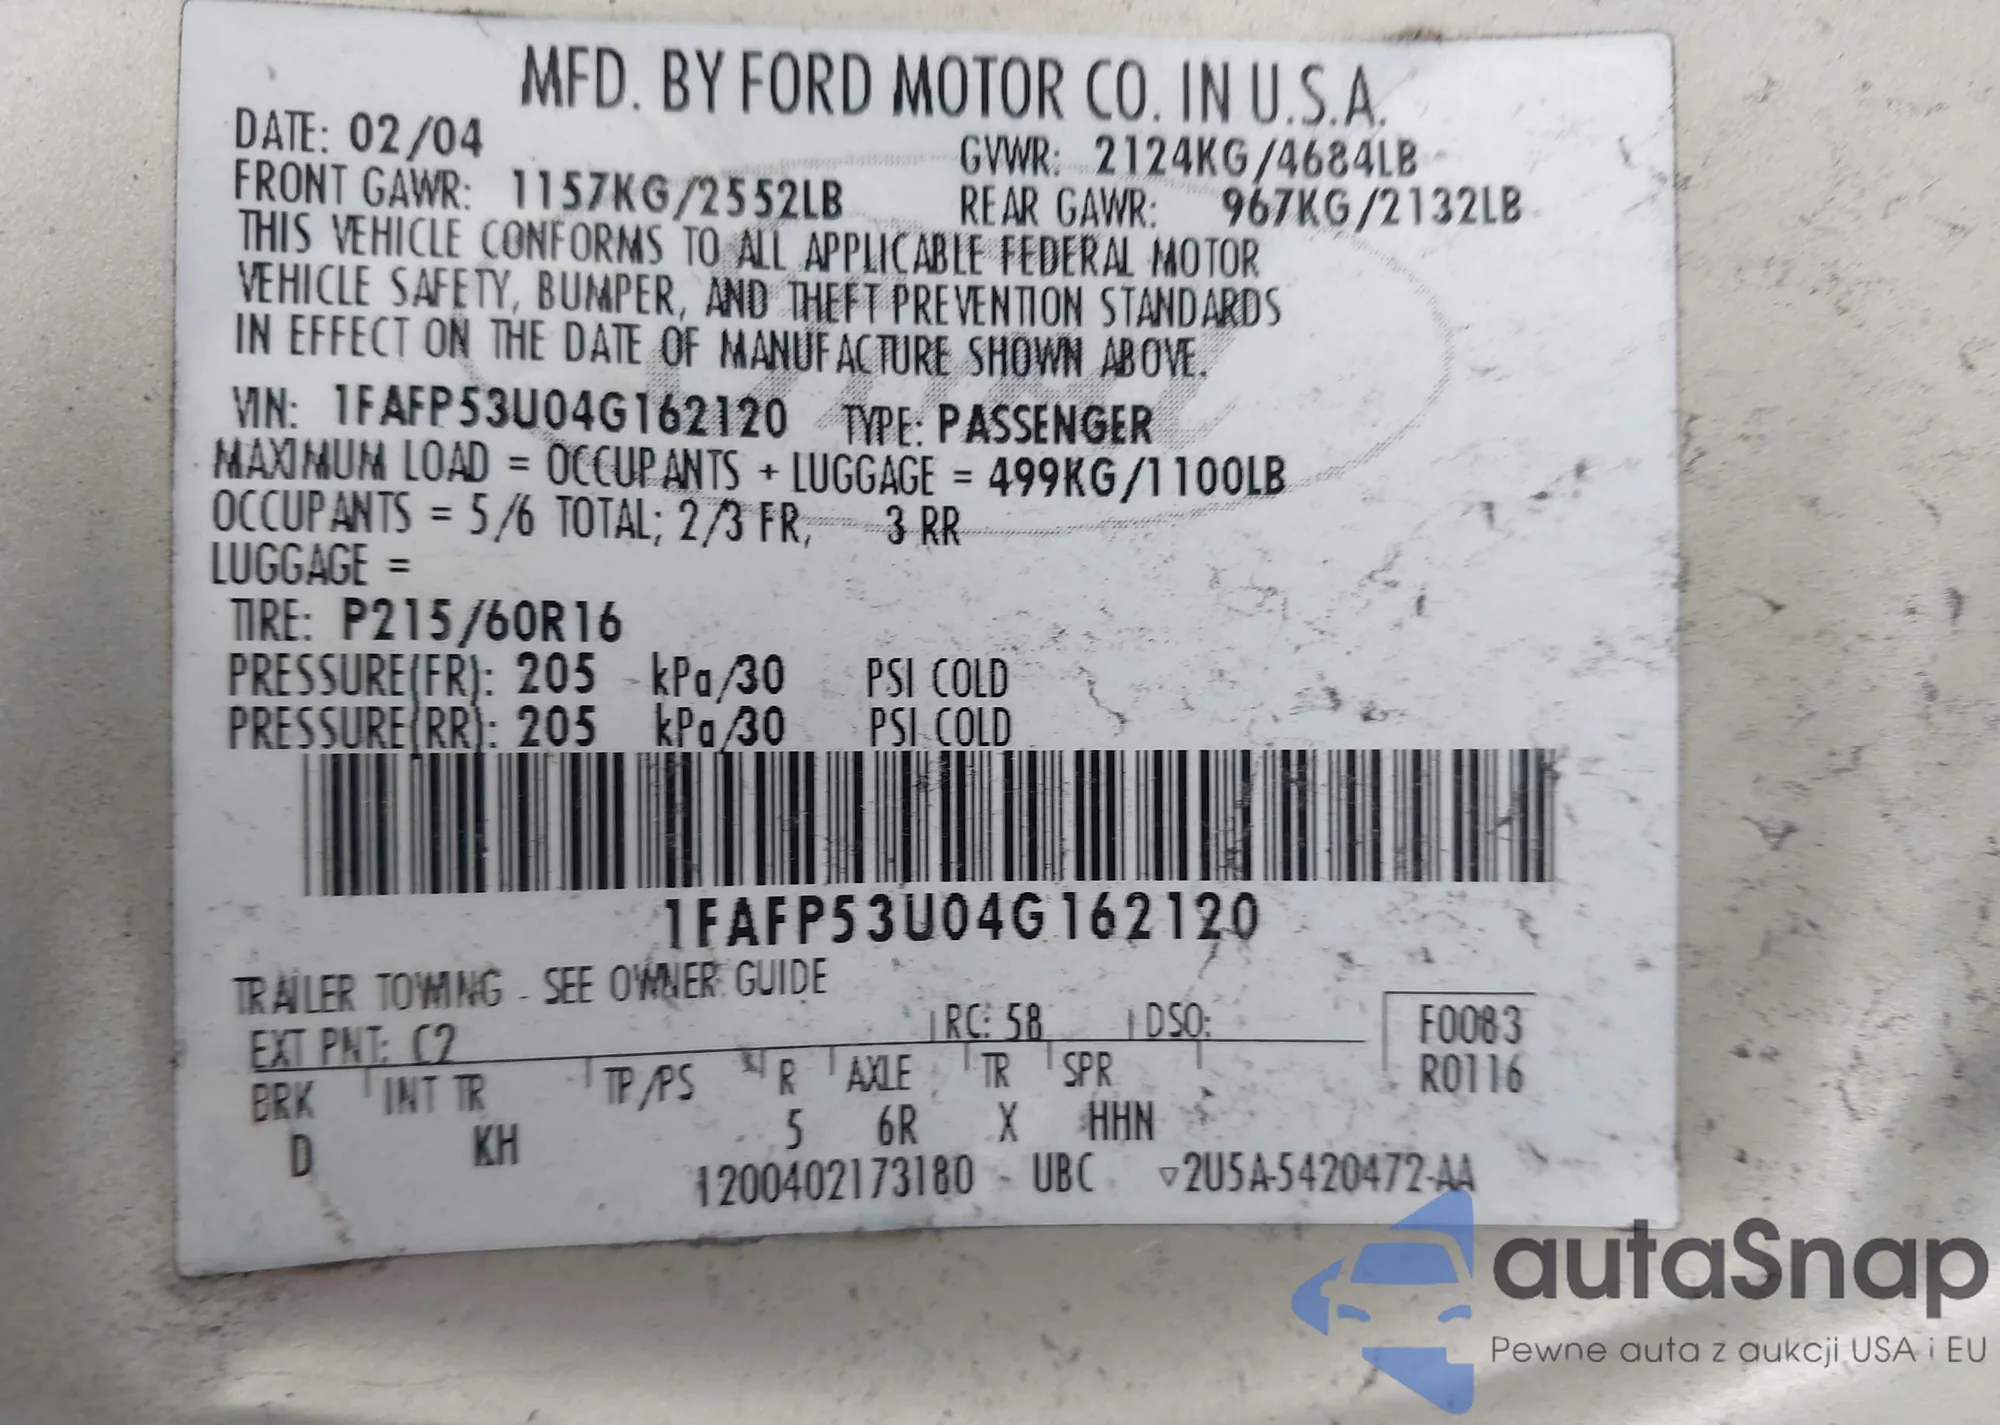 MFD. BY FORD MOTOR CO. IN U.S.A.
DATE: 02/04
GVWR: 2124KG/4684LB
FRONT GAWR: 1157KG/2552LB
REAR GAWR: 967KG/2132LB
THIS VEHICLE CONFORMS TO ALL APPLICABLE FEDERAL MOTOR
VEHICLE SAFETY, BUMPER, AND THEFT PREVENTION STANDARDS
IN EFFECT ON THE DATE OF MANUFACTURE SHOWN ABOVE.
VIN: 1FAFP53U04G162120 TYPE: PASSENGER
MAXIMUM LOAD = OCCUPANTS + LUGGAGE = 499KG/1100LB
OCCUPANTS = 5/6 TOTAL; 2/3 FR, 3 RR
LUGGAGE =
TIRE: P215/60R16
PRESSURE(FR): 205 kPa/30 PSI COLD
PRESSURE(RR): 205 kPa/30 PSI COLD
1FAFP53U04G162120
TRAILER TOWING - SEE OWNER GUIDE
EXT PNT: C2 RC: 58 DSO:
F0083
R0116
BRK INT TR TP/PS R AXLE TR SPR
D KH 5 6R X HHN
1200402173180 - UBC ▽2U5A-5420472-AA
autaSnap
Pewne auta z aukcji USA i EU